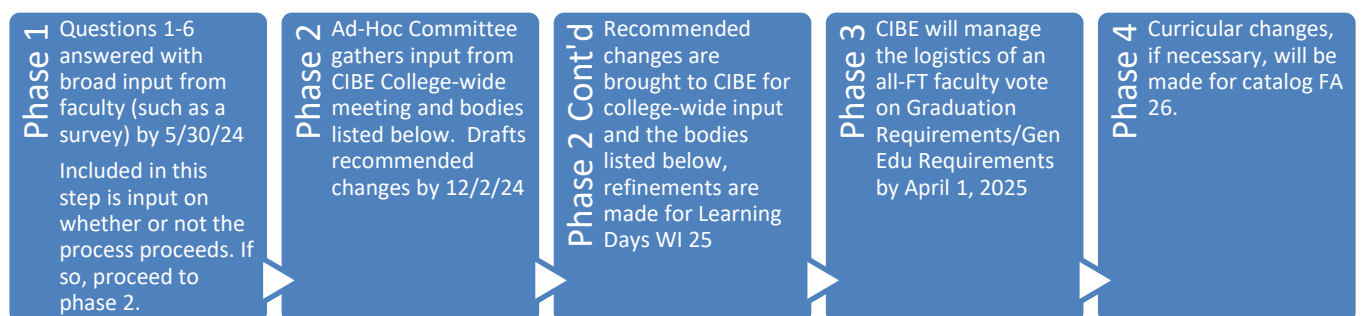 Phase 1
Questions 1-6
answered with
broad input from
faculty (such as a
survey) by 5/30/24
Included in this
step is input on
whether or not the
process proceeds. If
so, proceed to
phase 2.
Phase 2
Ad-Hoc Committee
gathers input from
CIBE College-wide
meeting and bodies
listed below.  Drafts
recommended
changes by 12/2/24
Phase 2 Cont'd
Recommended
changes are
brought to CIBE for
college-wide input
and the bodies
listed below,
refinements are
made for Learning
Days WI 25
Phase 3
CIBE will manage
the logistics of an
all-FT faculty vote
on Graduation
Requirements/Gen
Edu Requirements
by April 1, 2025
Phase 4
Curricular changes,
if necessary, will be
made for catalog FA
26.